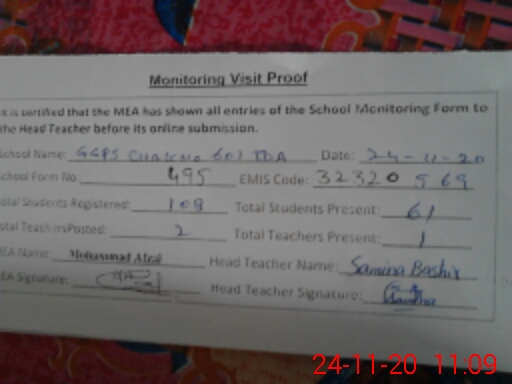 Monitoring Visit Proof
is certified that the MEA has shown all entries of the School Monitoring Form to
the Head Teacher before its online submission.
School Name: GGPS Date: 24-11-20
School Form No 495 EMIS Code: 32320569
Total Students Registered: 108 Total Students Present: 61
Total Teachers Posted: 2 Total Teachers Present: 1
MEA Name: Mohammad Afzal Head Teacher Name: Samina Bashir
MEA Signature: Head Teacher Signature:
24-11-20 11:09